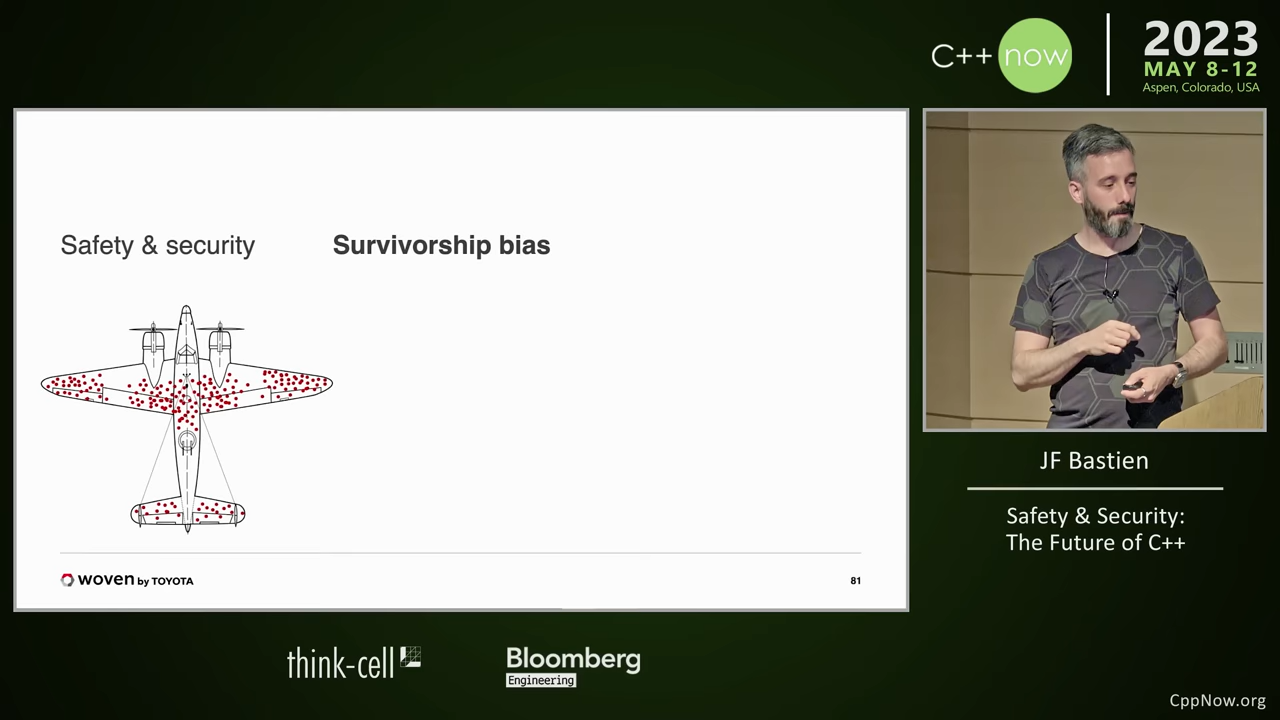 C++ now
2023
MAY 8-12
Aspen, Colorado, USA
Safety & security
Survivorship bias
woven by TOYOTA
81
JF Bastien
Safety & Security:
The Future of C++
think-cell
Bloomberg
Engineering
CppNow.org